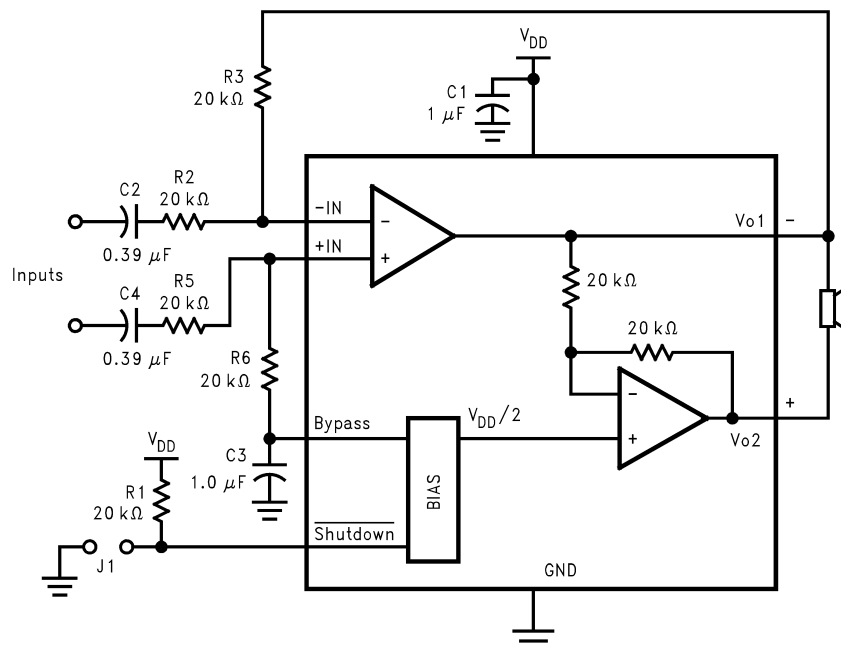 V_DD
C1
1 μF
R3
20 kΩ
C2
0.39 μF
R2
20 kΩ
-IN
-
+IN
+
Vo1
-
Inputs
C4
0.39 μF
R5
20 kΩ
20 kΩ
20 kΩ
R6
20 kΩ
-
+
Bypass
V_DD/2
+
Vo2
C3
1.0 μF
V_DD
R1
20 kΩ
BIAS
Shutdown
J1
GND